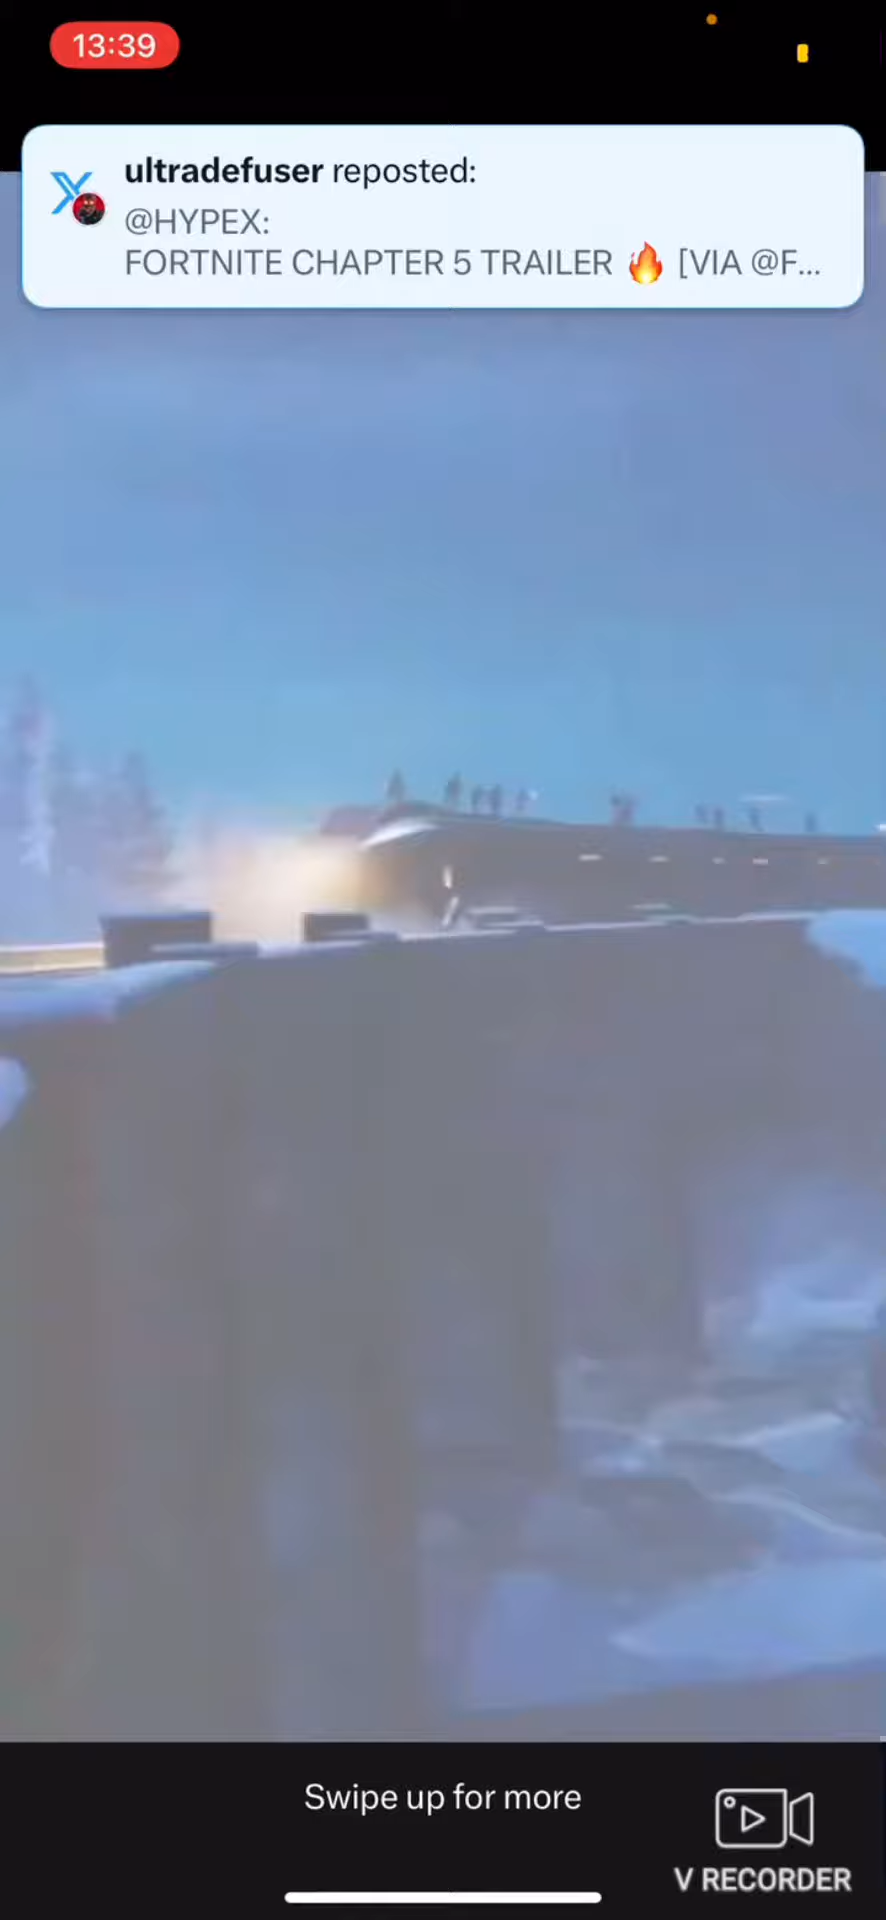 13:39
ultradefuser reposted:
@HYPEX:
FORTNITE CHAPTER 5 TRAILER 🔥 [VIA @F...
Swipe up for more
V RECORDER